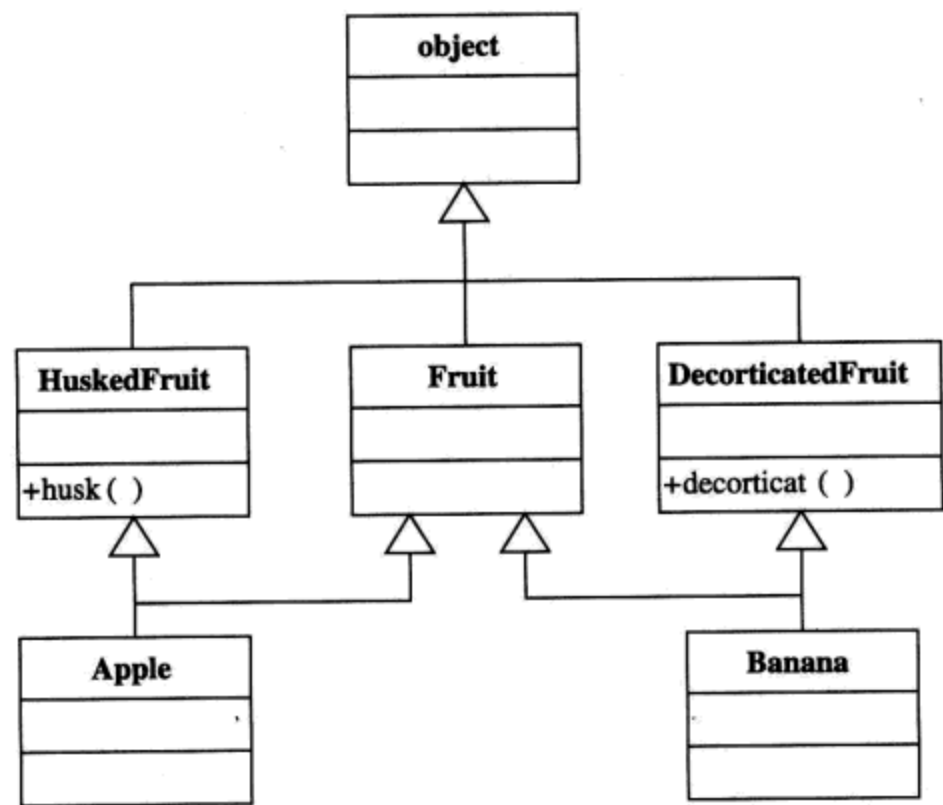 object
HuskedFruit
Fruit
DecorticatedFruit
+husk ( )
+decorticat ( )
Apple
Banana